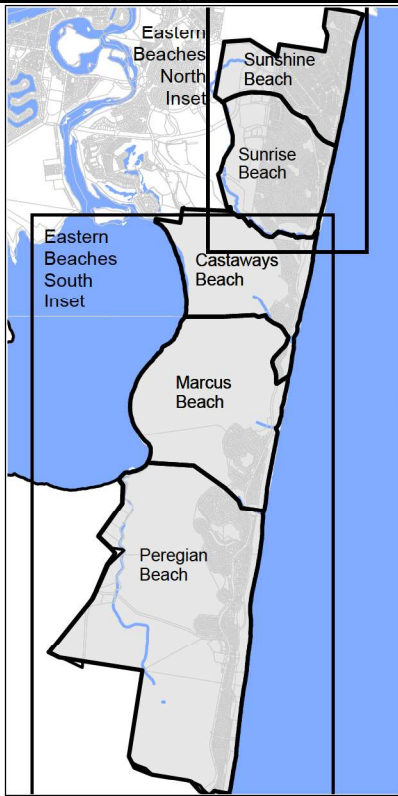 Eastern
Beaches
North
Inset
Sunshine
Beach
Sunrise
Beach
Eastern
Beaches
South
Inset
Castaways
Beach
Marcus
Beach
Peregian
Beach